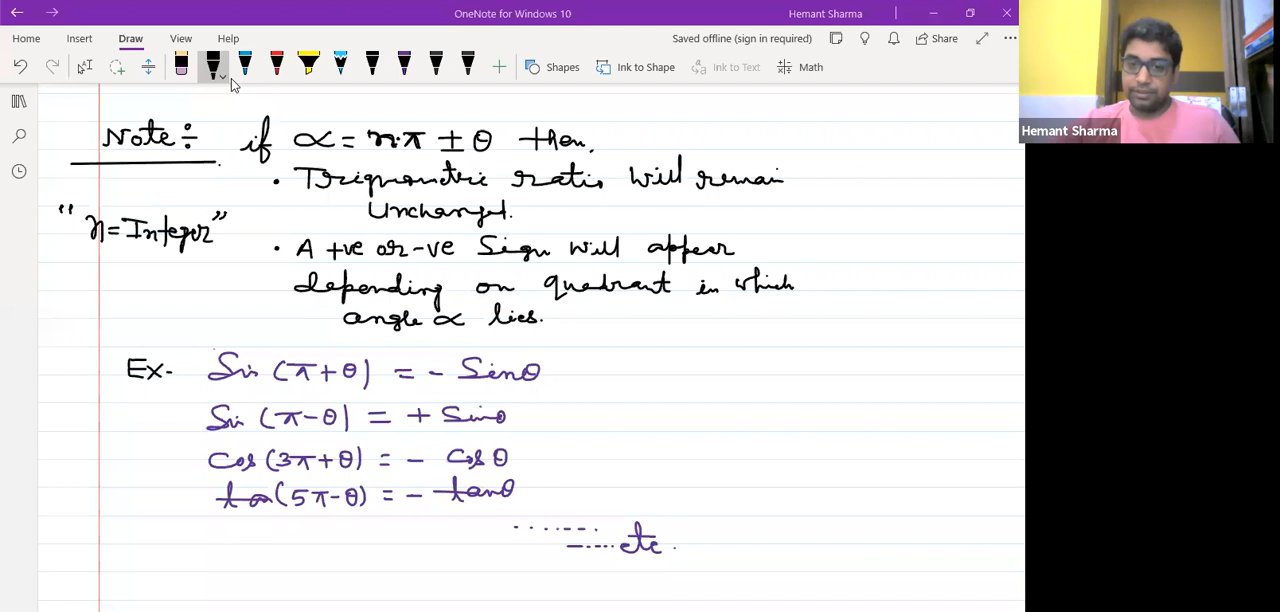 OneNote for Windows 10
Hemant Sharma
Home Insert Draw View Help
Saved offline (sign in required) Share
Shapes Ink to Shape Ink to Text Math
Hemant Sharma
Note ÷ if α = n·π ± θ then,
• Trignometric ratio will remain
Unchanged.
"n = Integer"
• A +ve or -ve Sign will appear
depending on quadrant in which
angle α lies.
Ex- Sin (π + θ) = - Sinθ
Sin (π - θ) = + Sinθ
Cos (3π + θ) = - Cos θ
tan (5π - θ) = - tanθ
...... ...... etc.